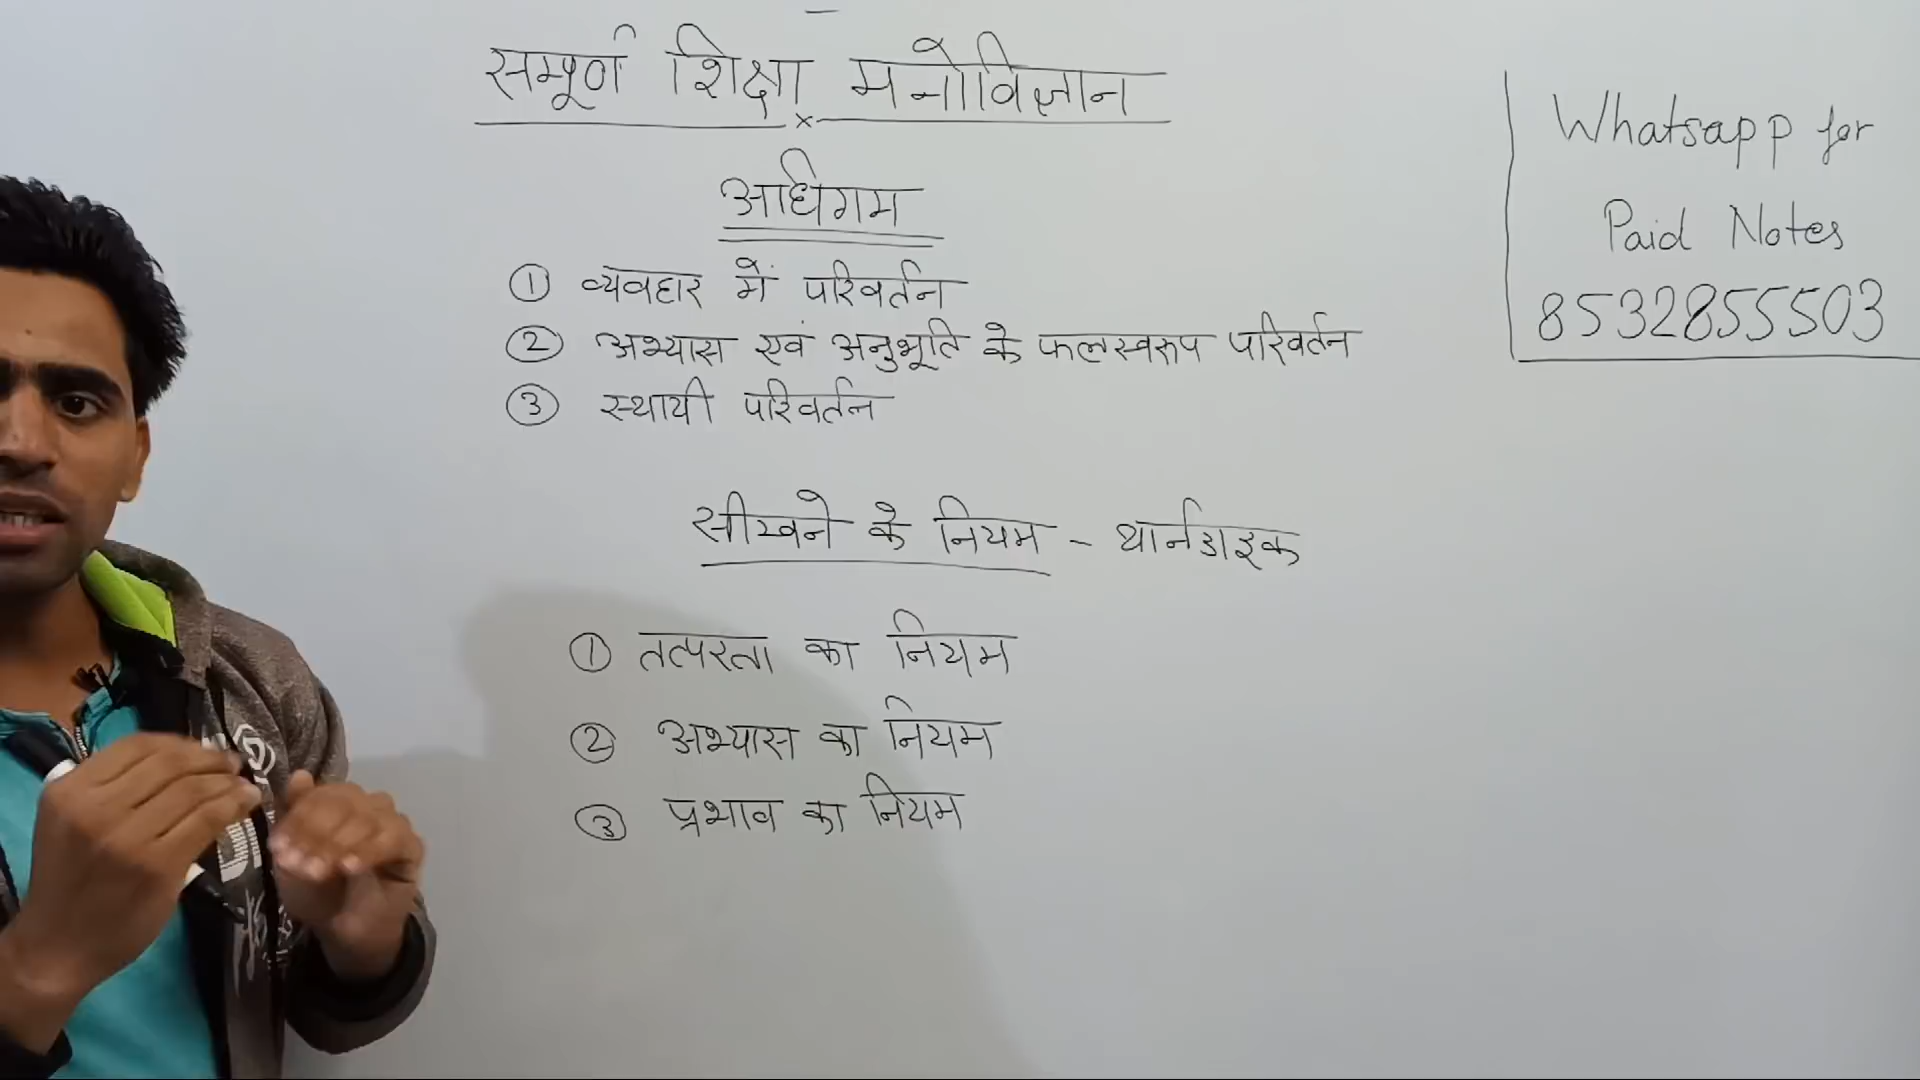 सम्पूर्ण शिक्षा मनोविज्ञान
अधिगम
① व्यवहार में परिवर्तन
② अभ्यास एवं अनुभूति के फलस्वरूप परिवर्तन
③ स्थायी परिवर्तन
सीखने के नियम - थार्नडाइक
① तत्परता का नियम
② अभ्यास का नियम
③ प्रभाव का नियम
Whatsapp for
Paid Notes
8532855503